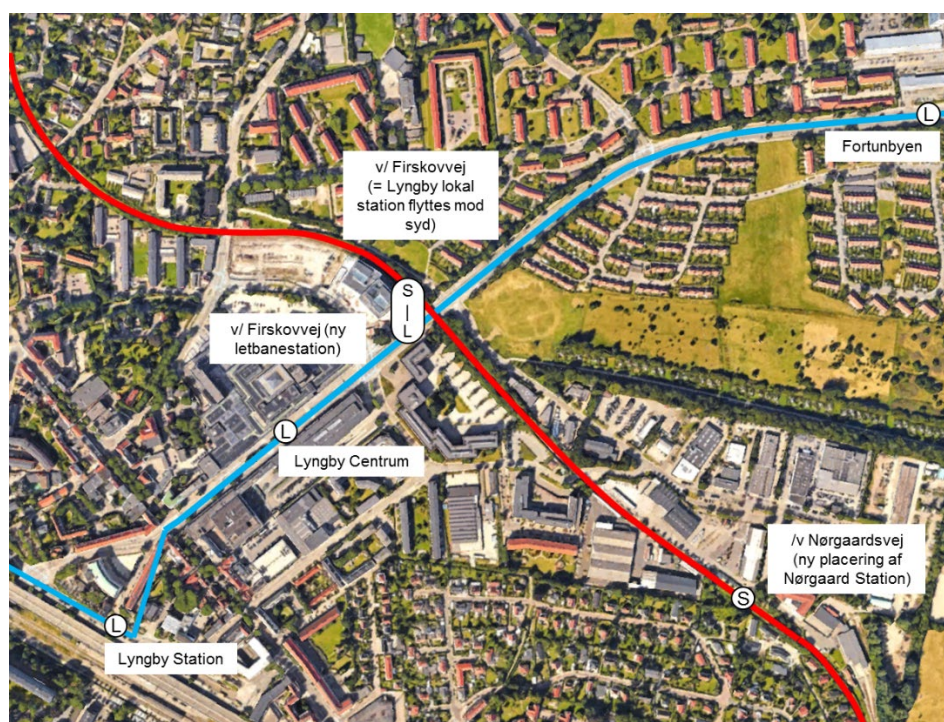 L
Fortunbyen
v/ Firskovvej
(= Lyngby lokal
station flyttes mod
syd)
S
|
L
v/ Firskovvej (ny
letbanestation)
L
Lyngby Centrum
/v Nørgaardsvej
(ny placering af
Nørgaard Station)
S
L
Lyngby Station